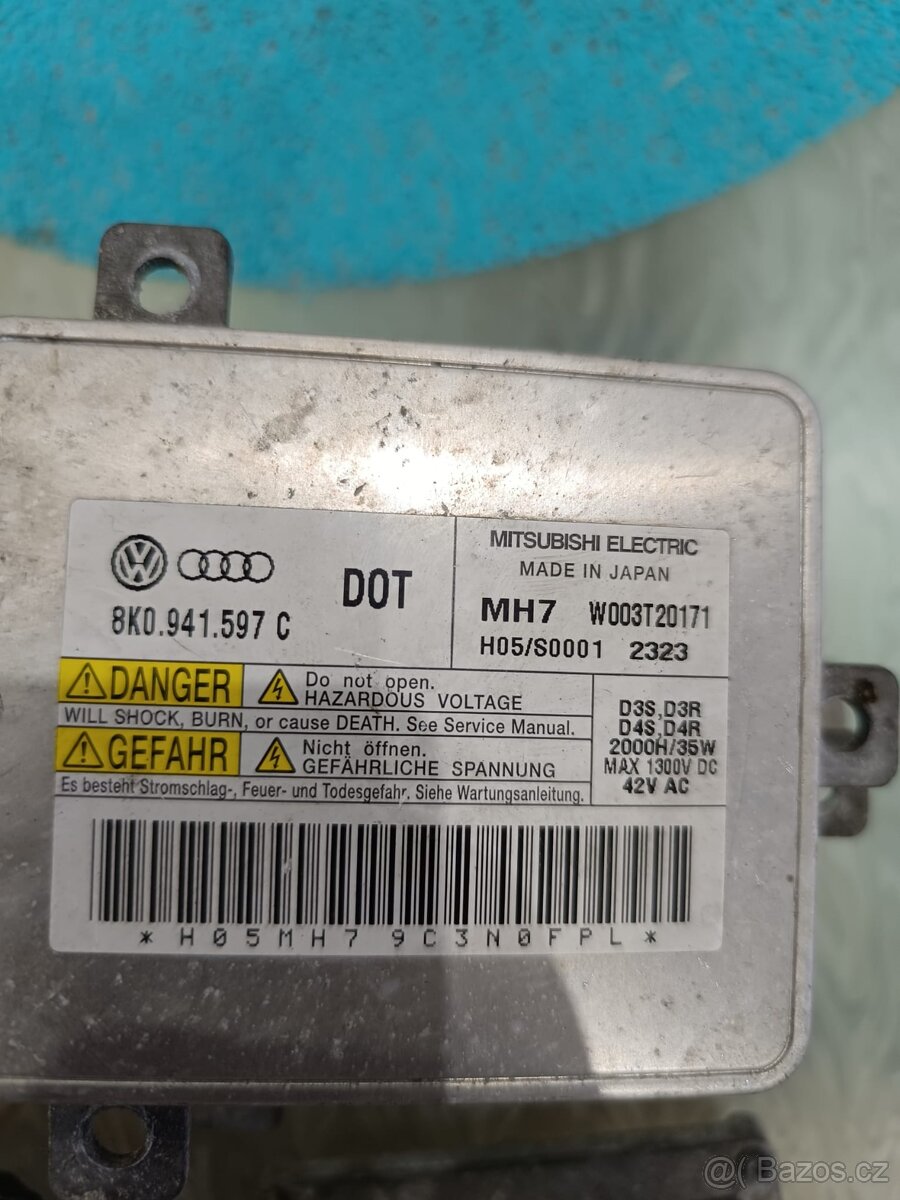 8K0.941.597 C
DOT
MITSUBISHI ELECTRIC
MADE IN JAPAN
MH7 W003T20171
H05/S0001 2323
DANGER
Do not open.
HAZARDOUS VOLTAGE
WILL SHOCK, BURN, or cause DEATH. See Service Manual.
GEFAHR
Nicht öffnen.
GEFÄHRLICHE SPANNUNG
Es besteht Stromschlag-, Feuer- und Todesgefahr. Siehe Wartungsanleitung.
D3S,D3R
D4S,D4R
2000H/35W
MAX 1300V DC
42V AC
*H05MH79C3N0FPL*
@ Bazos.cz